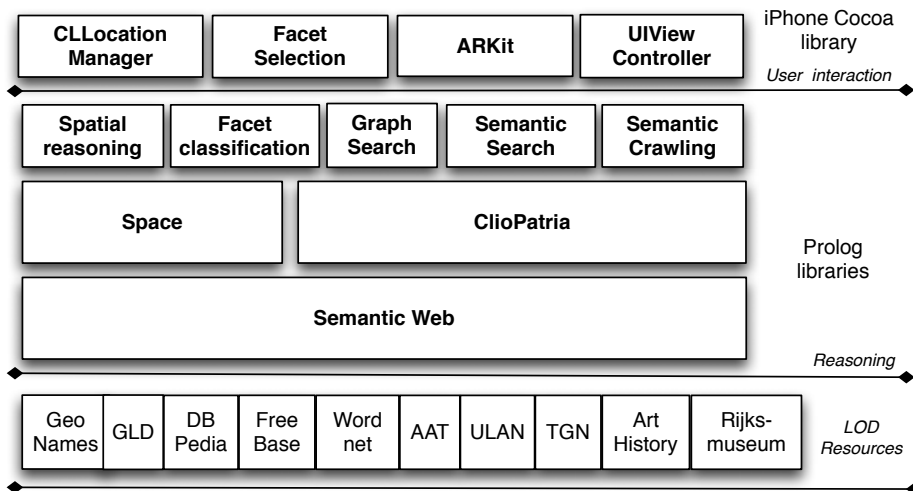 CLLocation
Manager
Facet
Selection
ARKit
UIView
Controller
iPhone Cocoa
library
User interaction
Spatial
reasoning
Facet
classification
Graph
Search
Semantic
Search
Semantic
Crawling
Space
ClioPatria
Prolog
libraries
Semantic Web
Reasoning
Geo
Names
GLD
DB
Pedia
Free
Base
Word
net
AAT
ULAN
TGN
Art
History
Rijks-
museum
LOD
Resources